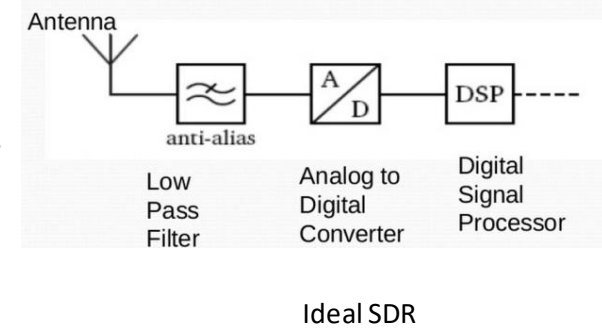 Antenna
A
D
DSP
anti-alias
Low
Pass
Filter
Analog to
Digital
Converter
Digital
Signal
Processor
Ideal SDR